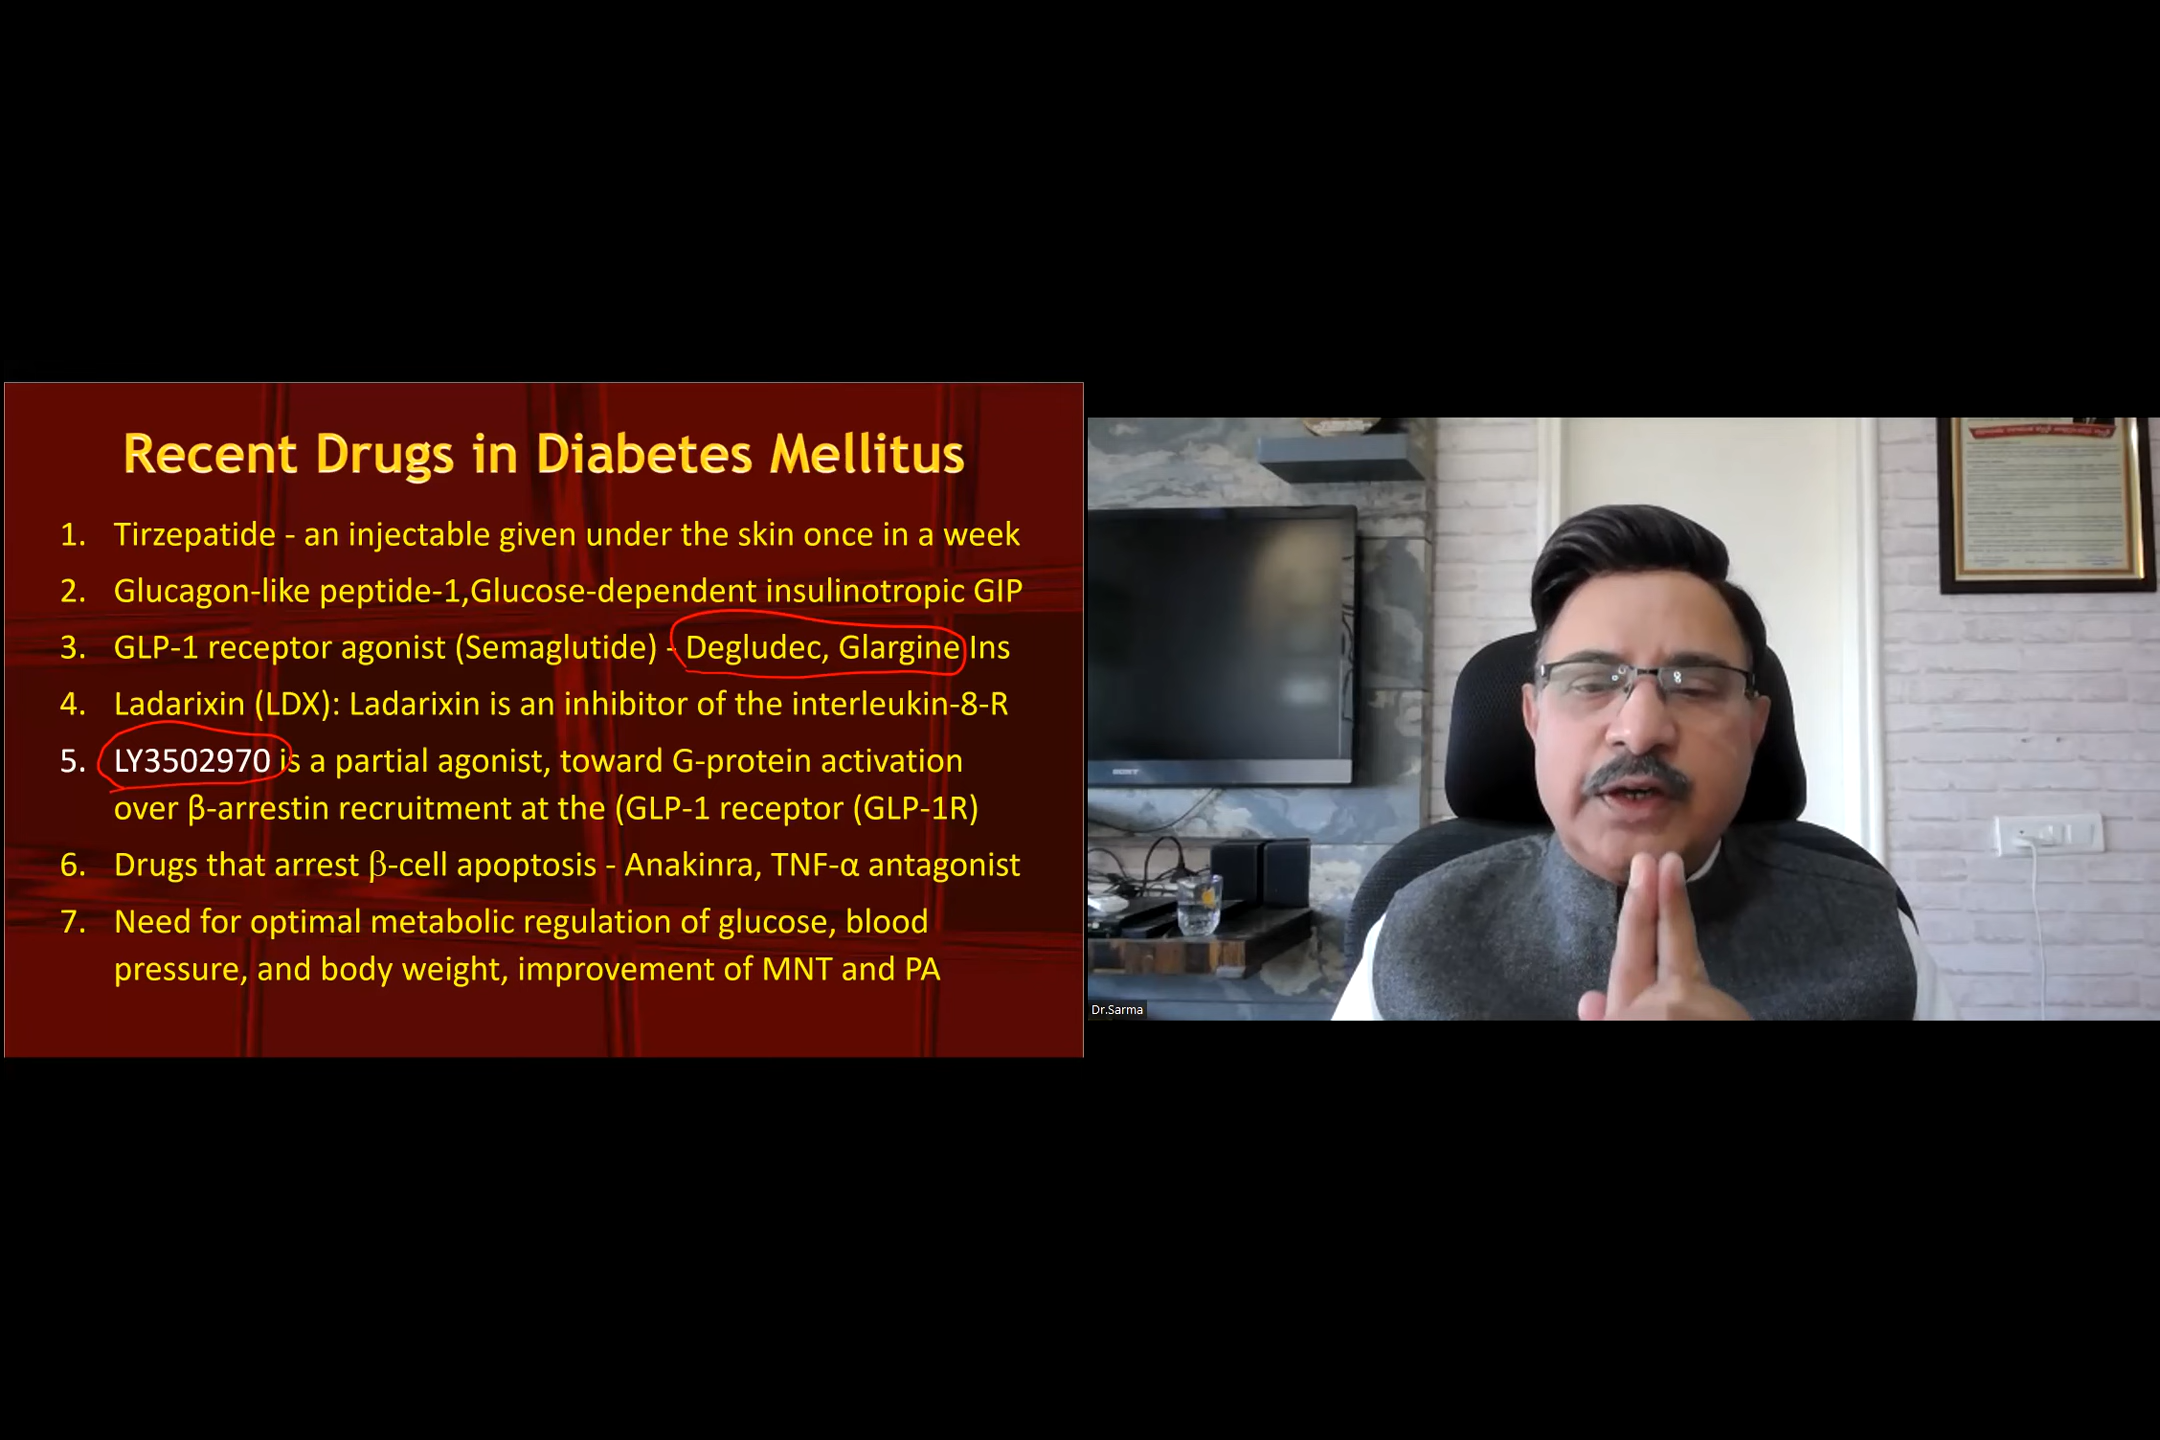 Recent Drugs in Diabetes Mellitus
1. Tirzepatide - an injectable given under the skin once in a week
2. Glucagon-like peptide-1,Glucose-dependent insulinotropic GIP
3. GLP-1 receptor agonist (Semaglutide) - Degludec, Glargine Ins
4. Ladarixin (LDX): Ladarixin is an inhibitor of the interleukin-8-R
5. LY3502970 is a partial agonist, toward G-protein activation
over β-arrestin recruitment at the (GLP-1 receptor (GLP-1R)
6. Drugs that arrest β-cell apoptosis - Anakinra, TNF-α antagonist
7. Need for optimal metabolic regulation of glucose, blood
pressure, and body weight, improvement of MNT and PA
SONY
Dr.Sarma